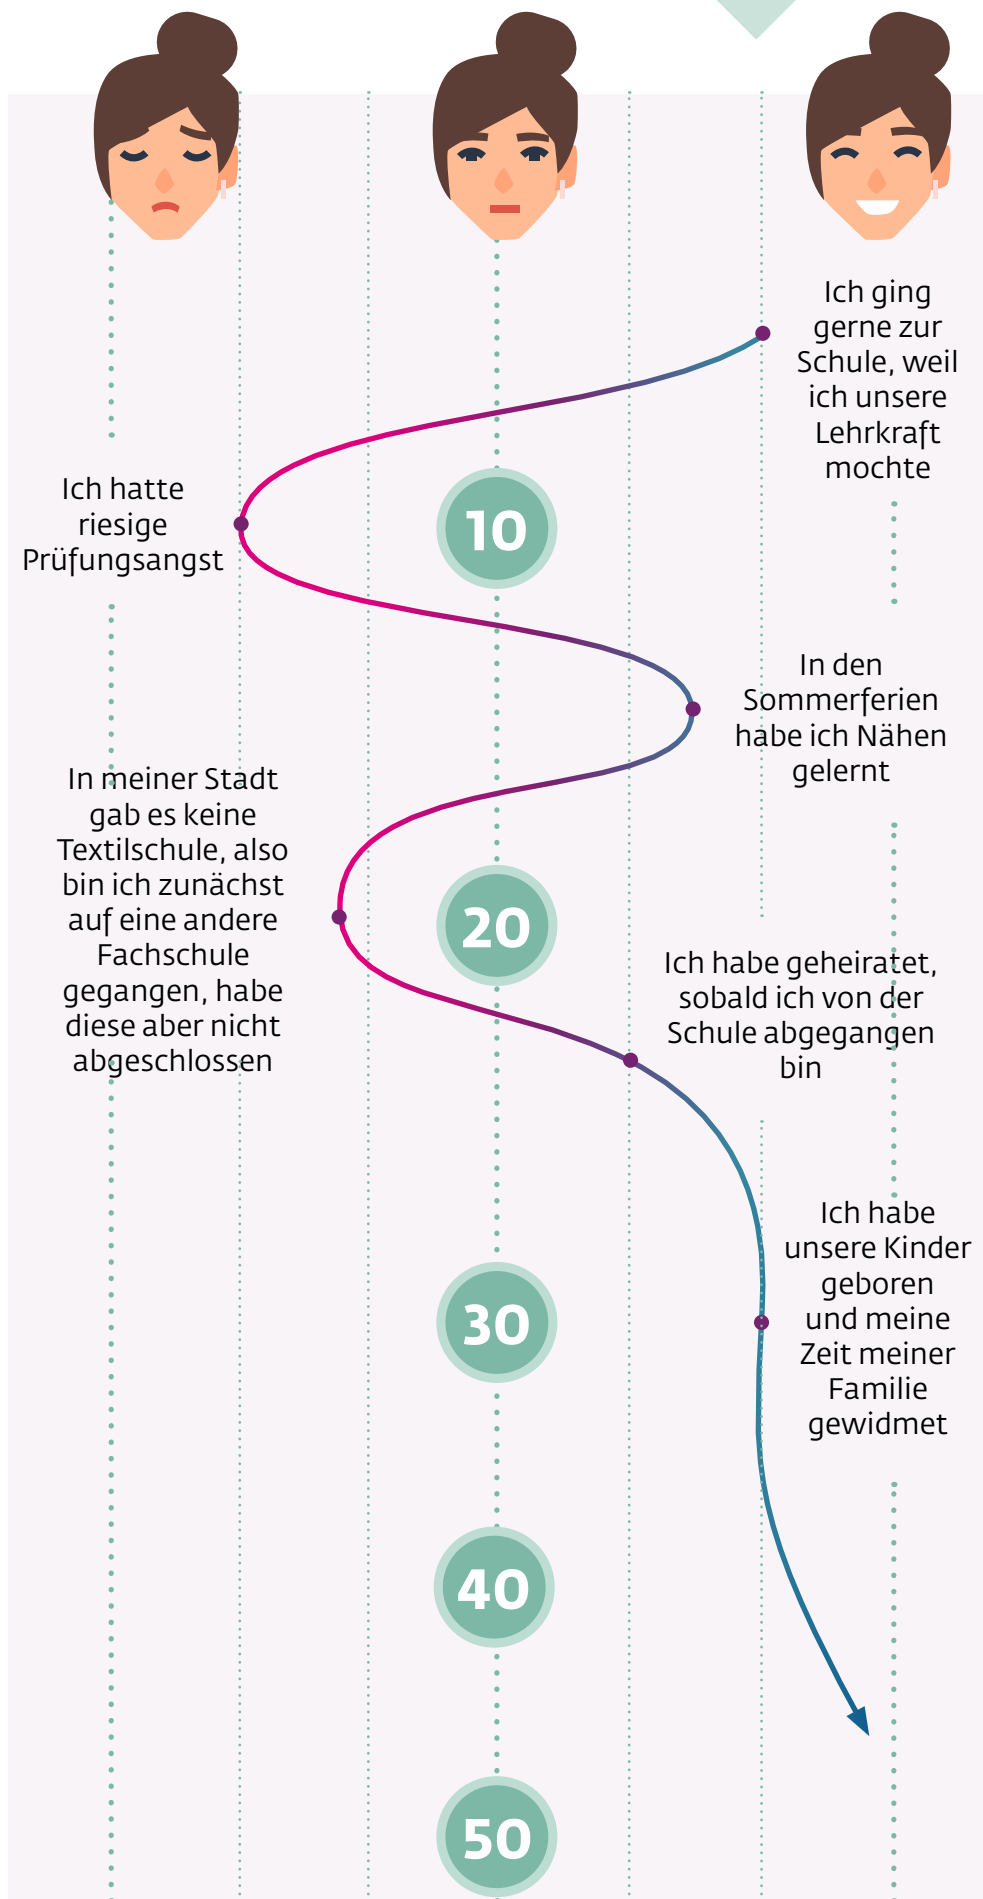 Ich ging
gerne zur
Schule, weil
ich unsere
Lehrkraft
mochte
Ich hatte
riesige
Prüfungsangst
10
In den
Sommerferien
habe ich Nähen
gelernt
In meiner Stadt
gab es keine
Textilschule, also
bin ich zunächst
auf eine andere
Fachschule
gegangen, habe
diese aber nicht
abgeschlossen
20
Ich habe geheiratet,
sobald ich von der
Schule abgegangen
bin
Ich habe
unsere Kinder
geboren
und meine
Zeit meiner
Familie
gewidmet
30
40
50